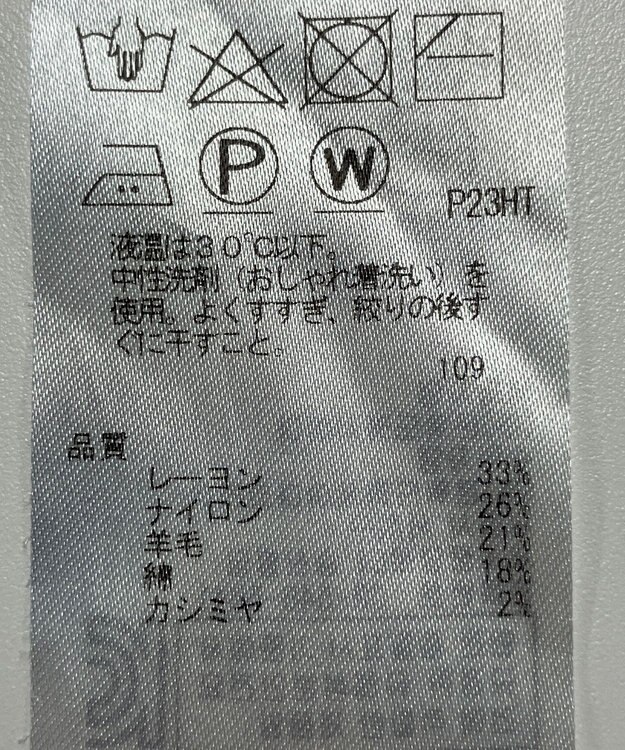 P W
P23HT
液温は30℃以下。
中性洗剤（おしゃれ着洗い）を
使用。よくすすぎ、絞りの後す
ぐに干すこと。
109
品質
レーヨン 33%
ナイロン 26%
羊毛 21%
綿 18%
カシミヤ 2%